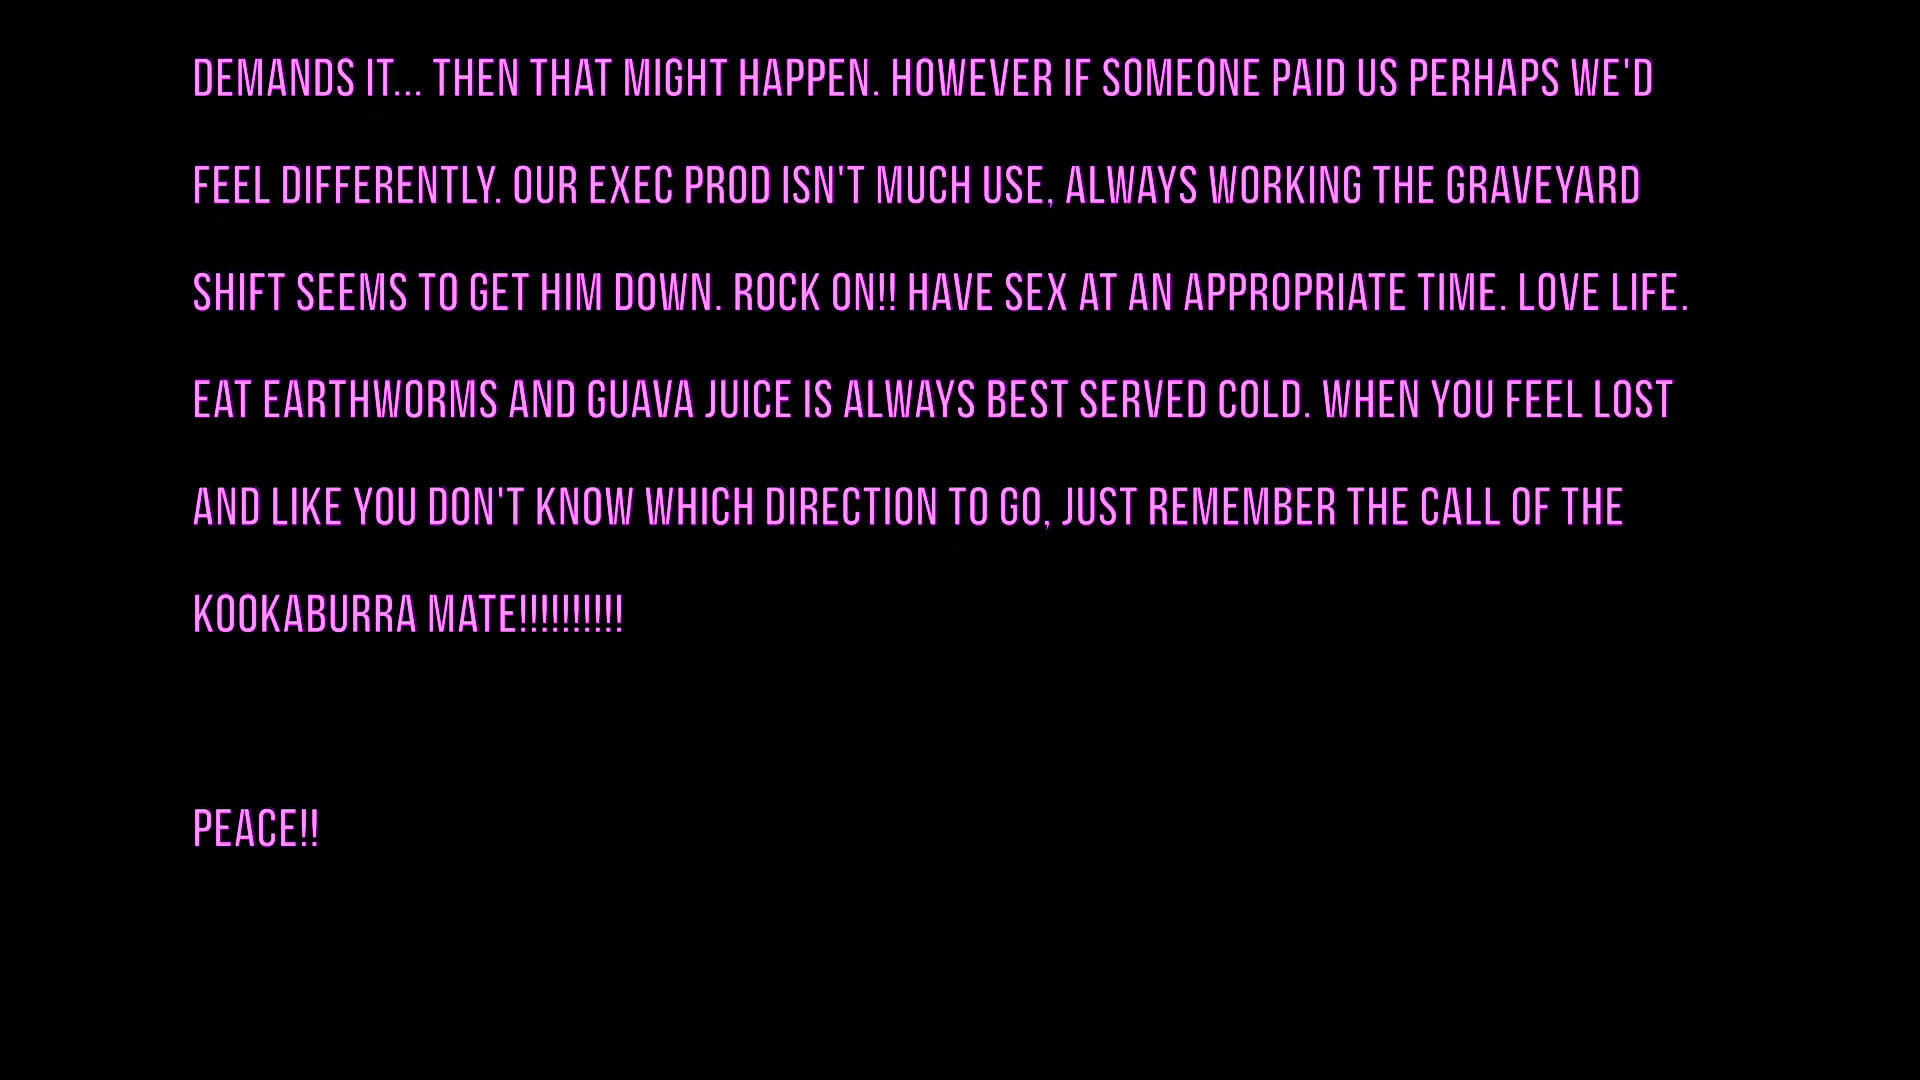 DEMANDS IT... THEN THAT MIGHT HAPPEN. HOWEVER IF SOMEONE PAID US PERHAPS WE'D
FEEL DIFFERENTLY. OUR EXEC PROD ISN'T MUCH USE, ALWAYS WORKING THE GRAVEYARD
SHIFT SEEMS TO GET HIM DOWN. ROCK ON!! HAVE SEX AT AN APPROPRIATE TIME. LOVE LIFE.
EAT EARTHWORMS AND GUAVA JUICE IS ALWAYS BEST SERVED COLD. WHEN YOU FEEL LOST
AND LIKE YOU DON'T KNOW WHICH DIRECTION TO GO, JUST REMEMBER THE CALL OF THE
KOOKABURRA MATE!!!!!!!!!!
PEACE!!